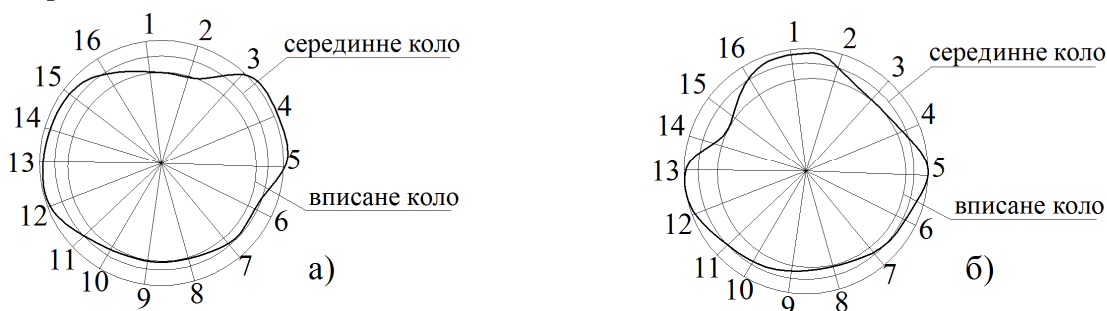 1 2 3 4 5 6 7 8 9 10 11 12 13 14 15 16
серединне коло
вписане коло
а)
1 2 3 4 5 6 7 8 9 10 11 12 13 14 15 16
серединне коло
вписане коло
б)